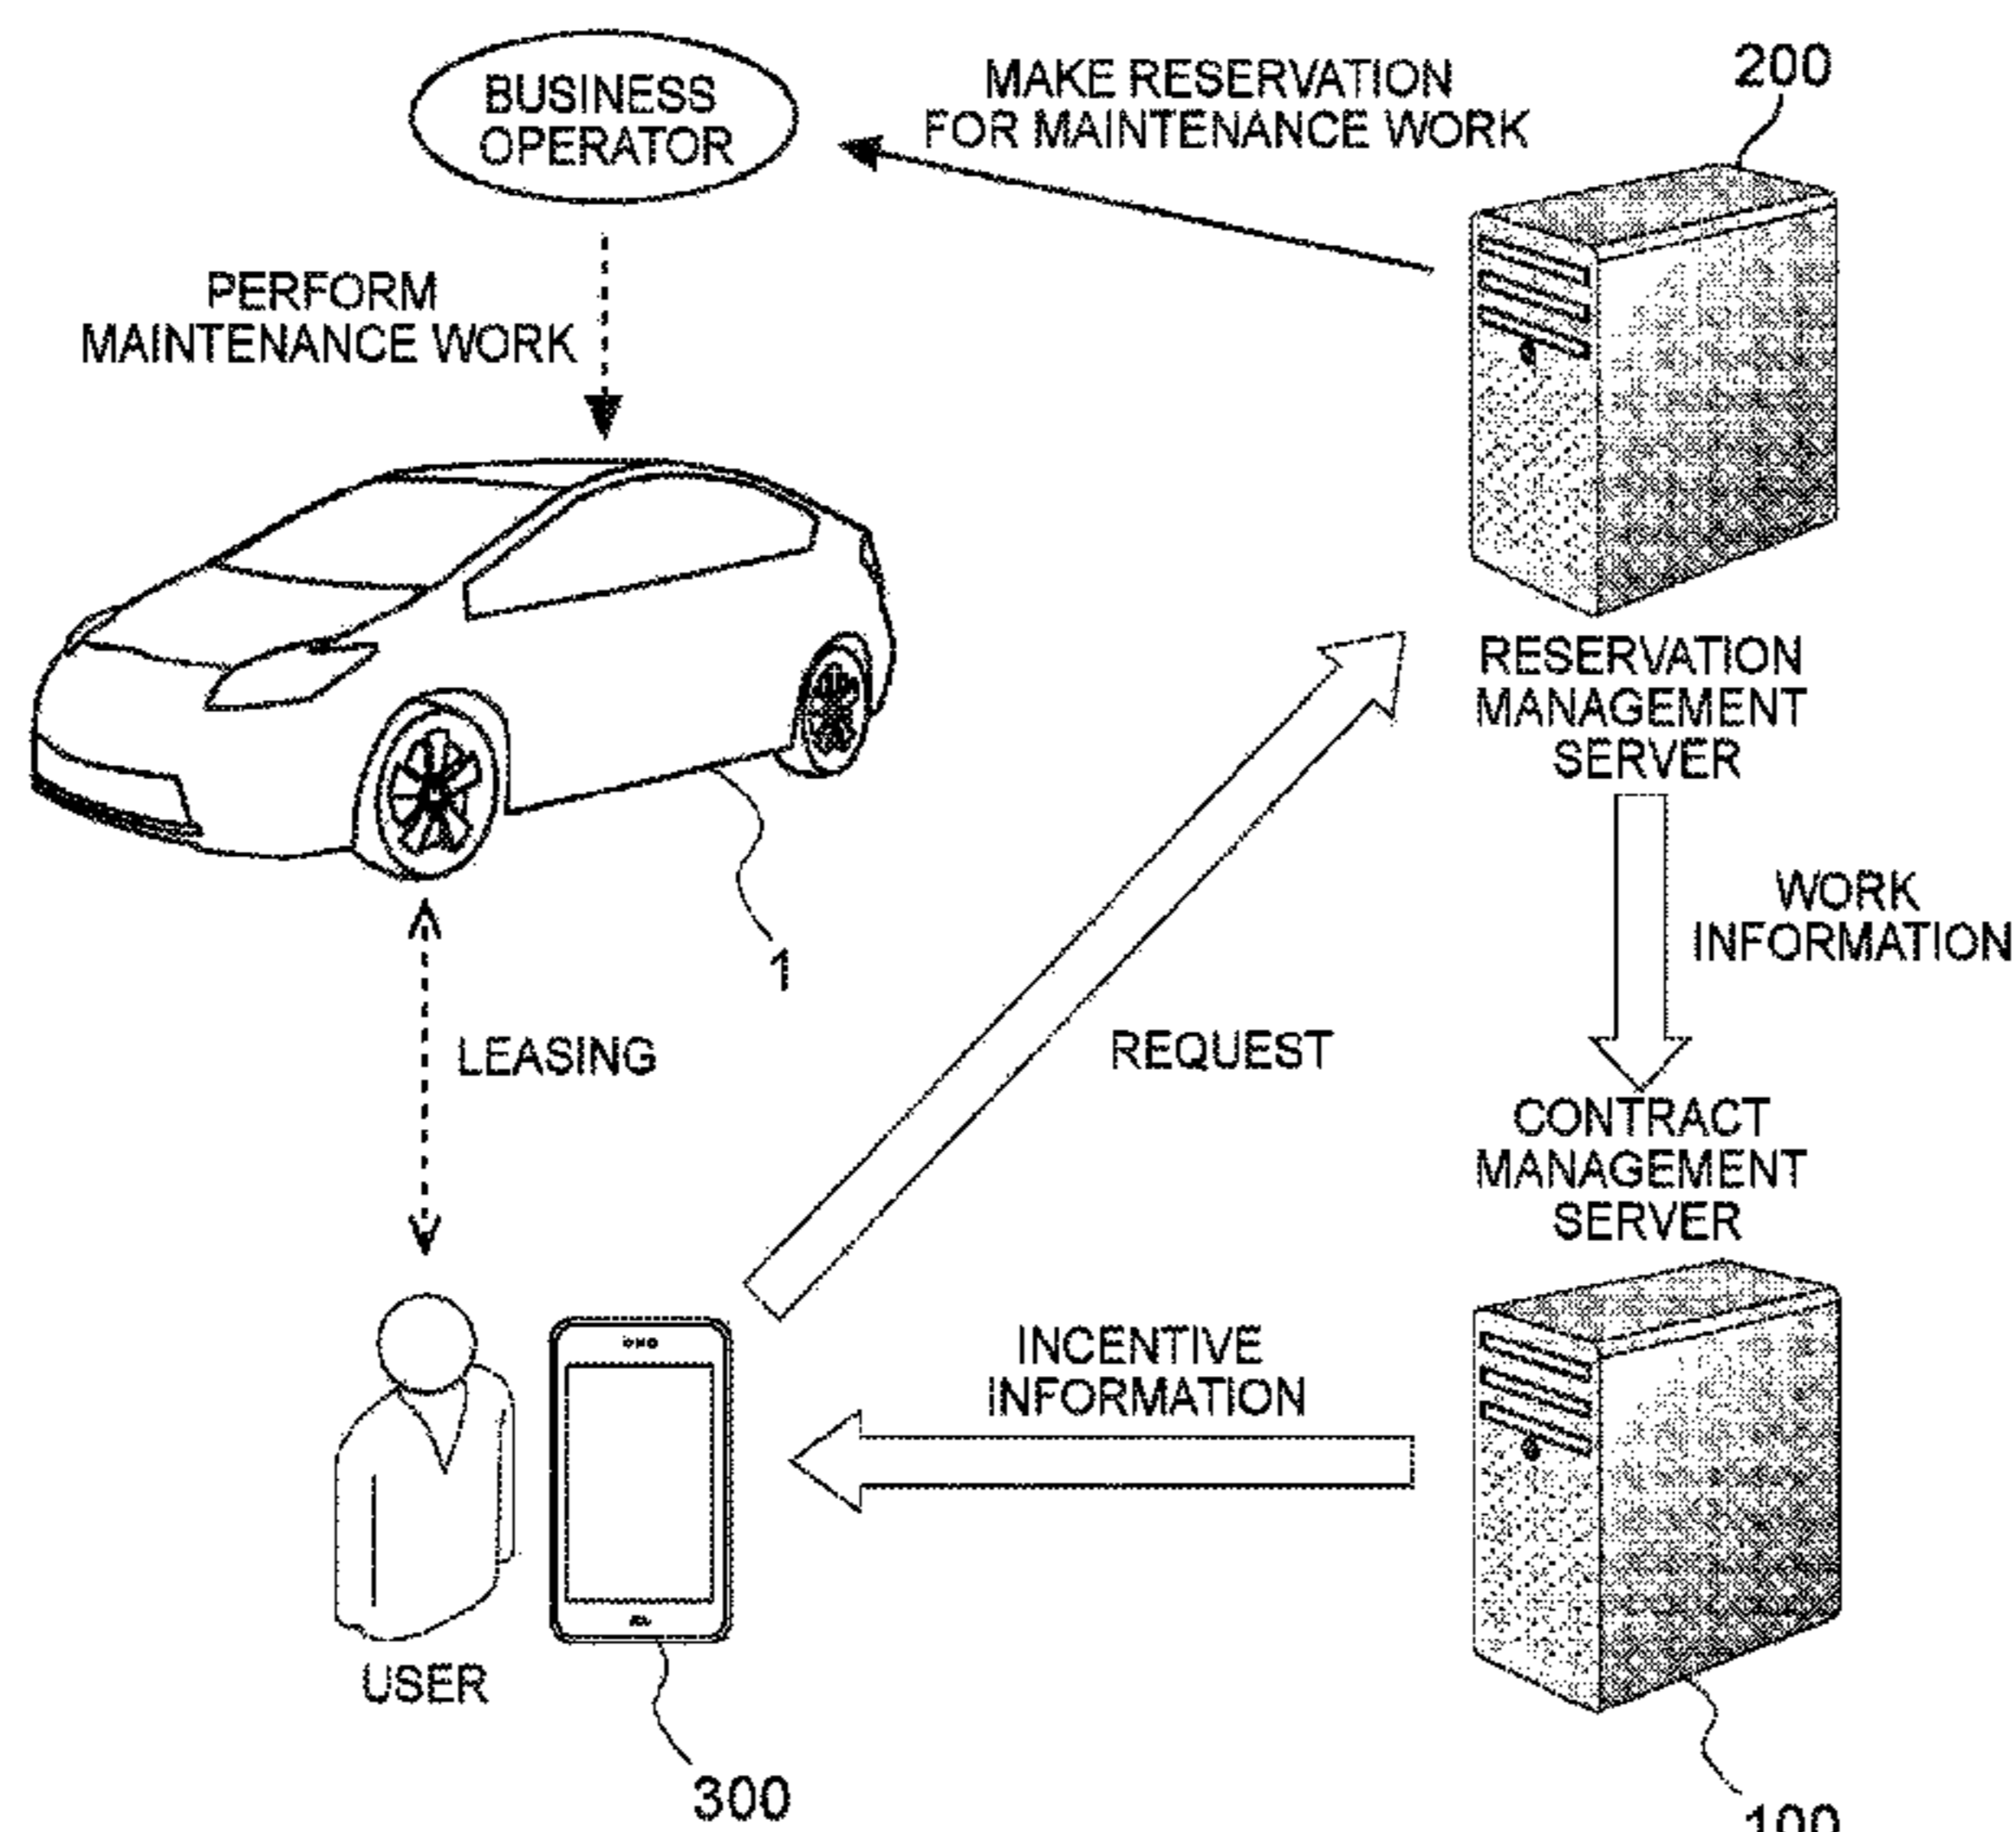 BUSINESS
OPERATOR
MAKE RESERVATION
FOR MAINTENANCE WORK
200
PERFORM
MAINTENANCE WORK
RESERVATION
MANAGEMENT
SERVER
1
WORK
INFORMATION
LEASING
REQUEST
CONTRACT
MANAGEMENT
SERVER
INCENTIVE
INFORMATION
USER
300
100